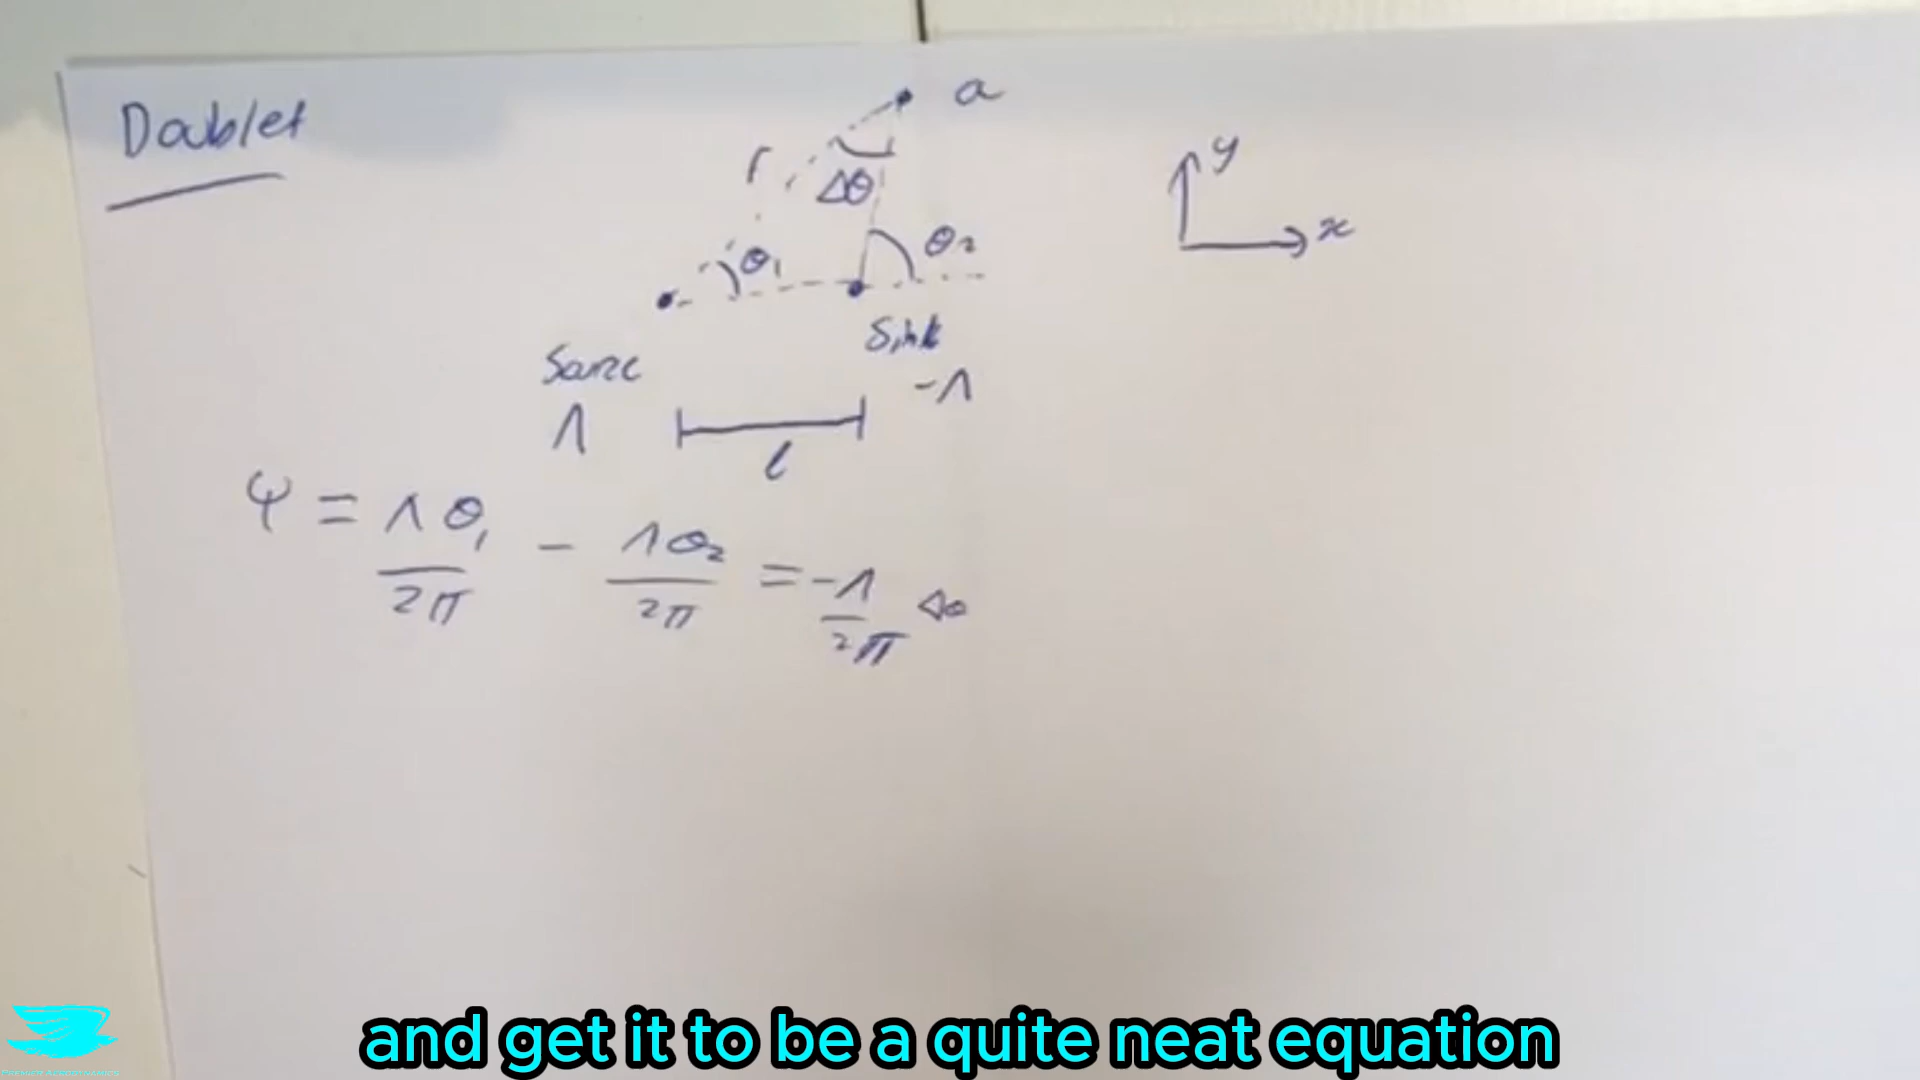 Doublet
a
r
Δθ
y
x
θ₁
θ₂
Source
Sink
Λ
-Λ
l
Ψ = Λθ₁/2π - Λθ₂/2π = -Λ/2π Δθ
and get it to be a quite neat equation